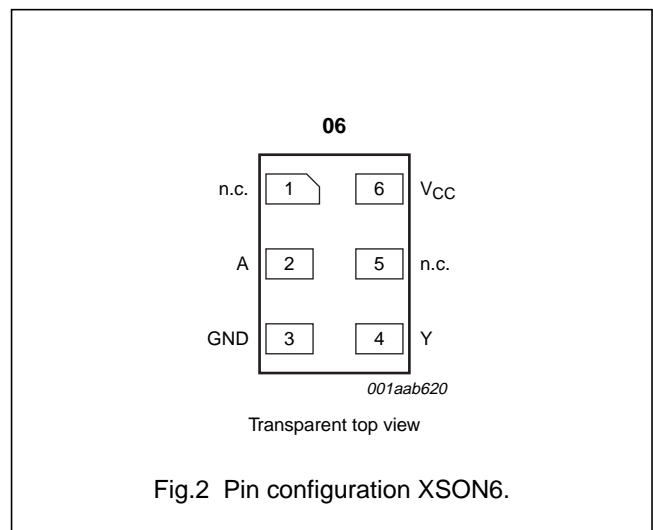 06
n.c. 1 6 VCC
A 2 5 n.c.
GND 3 4 Y
001aab620
Transparent top view
Fig.2 Pin configuration XSON6.